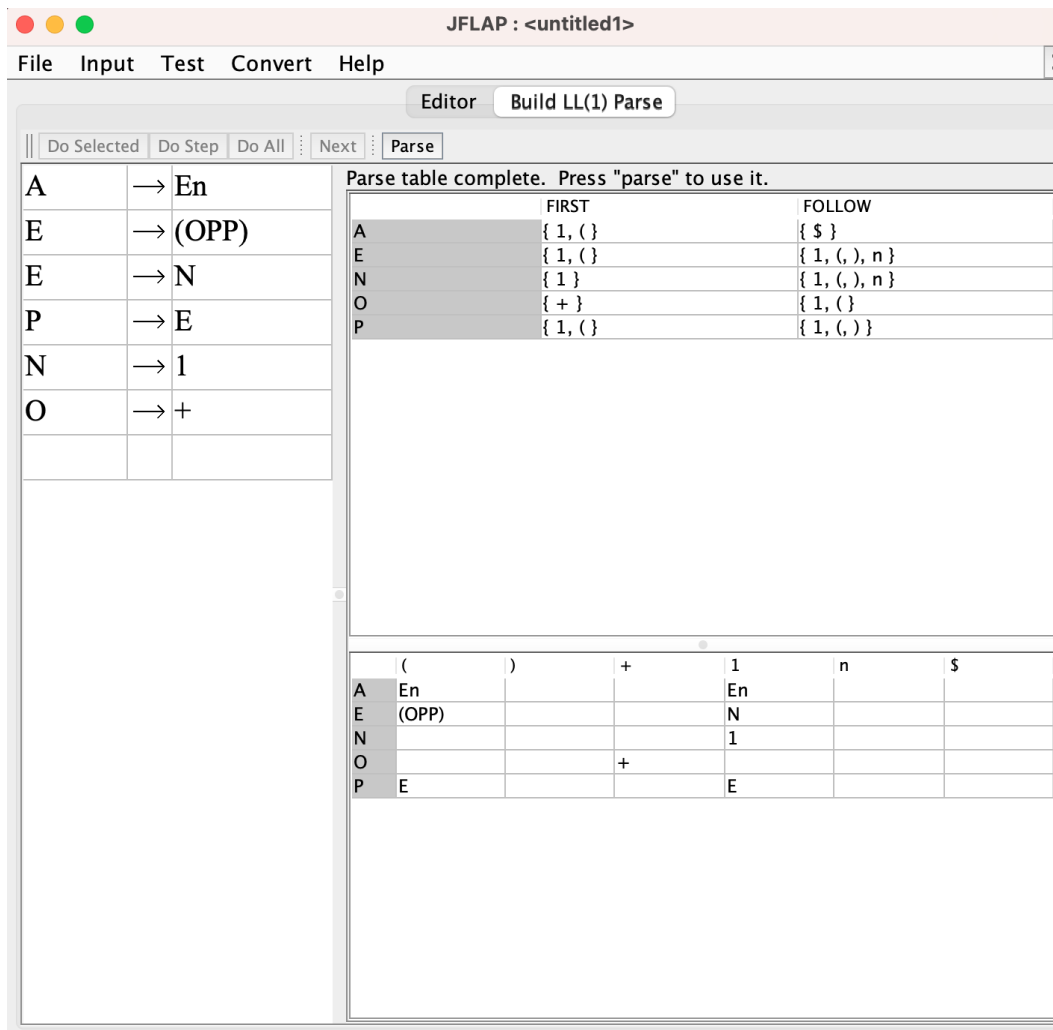 JFLAP : <untitled1>
File Input Test Convert Help
Editor Build LL(1) Parse
Do Selected Do Step Do All Next Parse
A → En
E → (OPP)
E → N
P → E
N → 1
O → +
Parse table complete. Press "parse" to use it.
FIRST FOLLOW
A { 1, ( } { $ }
E { 1, ( } { 1, (, ), n }
N { 1 } { 1, (, ), n }
O { + } { 1, ( }
P { 1, ( } { 1, (, ) }
( ) + 1 n $
A En En
E (OPP) N
N 1
O +
P E E